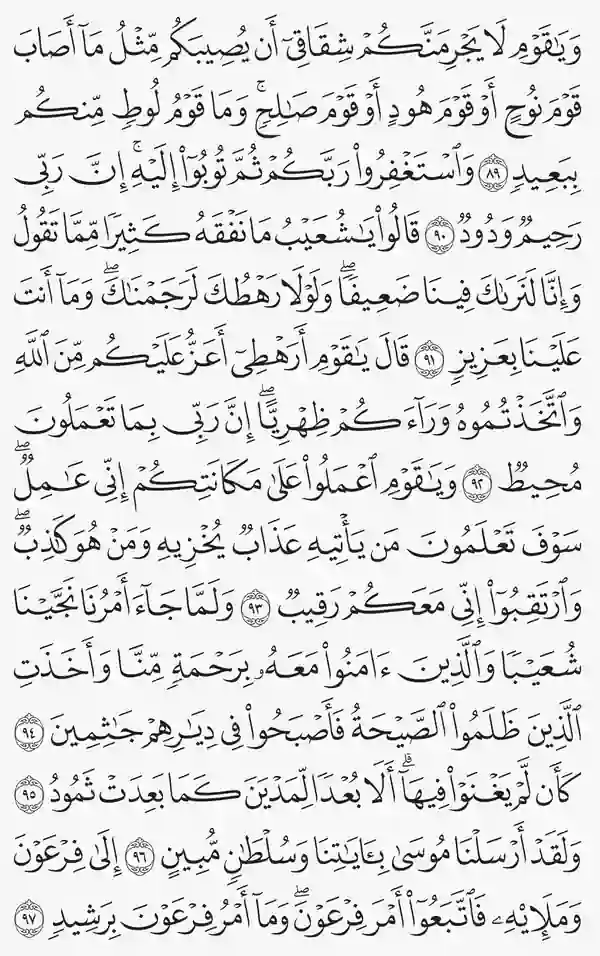 وَيَٰقَوْمِ لَا يَجْرِمَنَّكُمْ شِقَاقِىٓ أَن يُصِيبَكُم مِّثْلُ مَآ أَصَابَ
قَوْمَ نُوحٍ أَوْ قَوْمَ هُودٍ أَوْ قَوْمَ صَٰلِحٍۚ وَمَا قَوْمُ لُوطٍ مِّنكُم
بِبَعِيدٍ ٨٩ وَٱسْتَغْفِرُوا۟ رَبَّكُمْ ثُمَّ تُوبُوٓا۟ إِلَيْهِۚ إِنَّ رَبِّى
رَحِيمٌ وَدُودٌ ٩٠ قَالُوا۟ يَٰشُعَيْبُ مَا نَفْقَهُ كَثِيرًا مِّمَّا تَقُولُ
وَإِنَّا لَنَرَىٰكَ فِينَا ضَعِيفًاۖ وَلَوْلَا رَهْطُكَ لَرَجَمْنَٰكَۖ وَمَآ أَنتَ
عَلَيْنَا بِعَزِيزٍ ٩١ قَالَ يَٰقَوْمِ أَرَهْطِىٓ أَعَزُّ عَلَيْكُم مِّنَ ٱللَّهِ
وَٱتَّخَذْتُمُوهُ وَرَآءَكُمْ ظِهْرِيًّاۖ إِنَّ رَبِّى بِمَا تَعْمَلُونَ
مُحِيطٌ ٩٢ وَيَٰقَوْمِ ٱعْمَلُوا۟ عَلَىٰ مَكَانَتِكُمْ إِنِّى عَٰمِلٌۖ
سَوْفَ تَعْلَمُونَ مَن يَأْتِيهِ عَذَابٌ يُخْزِيهِ وَمَنْ هُوَ كَٰذِبٌۖ
وَٱرْتَقِبُوٓا۟ إِنِّى مَعَكُمْ رَقِيبٌ ٩٣ وَلَمَّا جَآءَ أَمْرُنَا نَجَّيْنَا
شُعَيْبًا وَٱلَّذِينَ ءَامَنُوا۟ مَعَهُۥ بِرَحْمَةٍ مِّنَّا وَأَخَذَتِ
ٱلَّذِينَ ظَلَمُوا۟ ٱلصَّيْحَةُ فَأَصْبَحُوا۟ فِى دِيَٰرِهِمْ جَٰثِمِينَ ٩٤
كَأَن لَّمْ يَغْنَوْا۟ فِيهَآۗ أَلَا بُعْدًا لِّمَدْيَنَ كَمَا بَعِدَتْ ثَمُودُ ٩٥
وَلَقَدْ أَرْسَلْنَا مُوسَىٰ بِـَٔايَٰتِنَا وَسُلْطَٰنٍ مُّبِينٍ ٩٦ إِلَىٰ فِرْعَوْنَ
وَمَلَإِي۟هِۦ فَٱتَّبَعُوٓا۟ أَمْرَ فِرْعَوْنَۖ وَمَآ أَمْرُ فِرْعَوْنَ بِرَشِيدٍ ٩٧